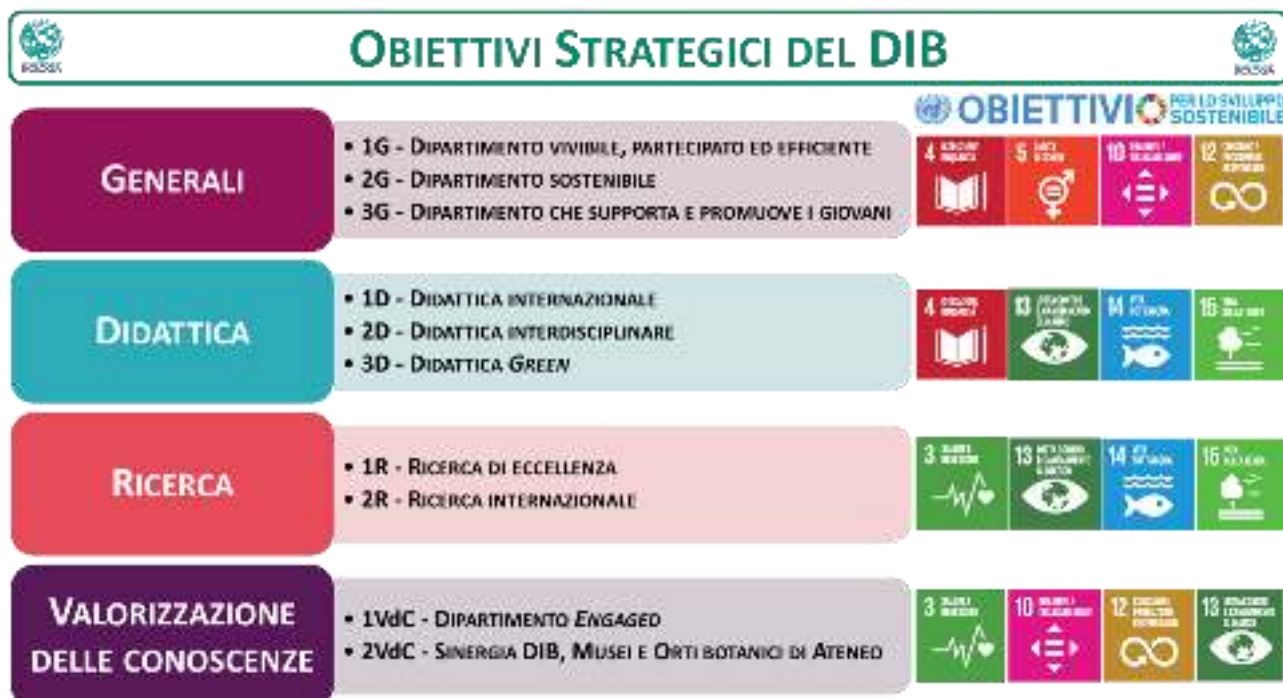 OBIETTIVI STRATEGICI DEL DIB
OBIETTIVI PER LO SVILUPPO SOSTENIBILE
GENERALI
• 1G - DIPARTIMENTO VIVIBILE, PARTECIPATO ED EFFICIENTE
• 2G - DIPARTIMENTO SOSTENIBILE
• 3G - DIPARTIMENTO CHE SUPPORTA E PROMUOVE I GIOVANI
4
5
10
12
DIDATTICA
• 1D - DIDATTICA INTERNAZIONALE
• 2D - DIDATTICA INTERDISCIPLINARE
• 3D - DIDATTICA GREEN
4
13
14
15
RICERCA
• 1R - RICERCA DI ECCELLENZA
• 2R - RICERCA INTERNAZIONALE
3
13
14
15
VALORIZZAZIONE
DELLE CONOSCENZE
• 1VDC - DIPARTIMENTO ENGAGED
• 2VDC - SINERGIA DIB, MUSEI E ORTI BOTANICI DI ATENEO
3
10
12
13